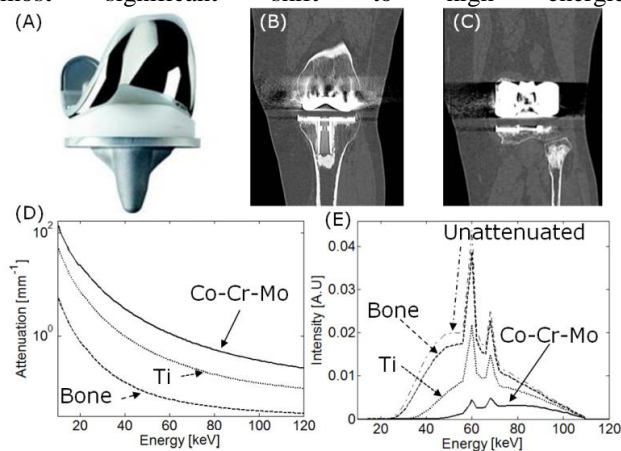 most significant shift to high energie
(A)
(B)
(C)
(D)
10²
10⁰
Attenuation [mm⁻¹]
Co-Cr-Mo
Ti
Bone
20 40 60 80 100 120
Energy [keV]
(E)
Unattenuated
0.04
0.03
0.02
0.01
0
Intensity [A.U]
Bone
Co-Cr-Mo
Ti
20 40 60 80 100 120
Energy [keV]